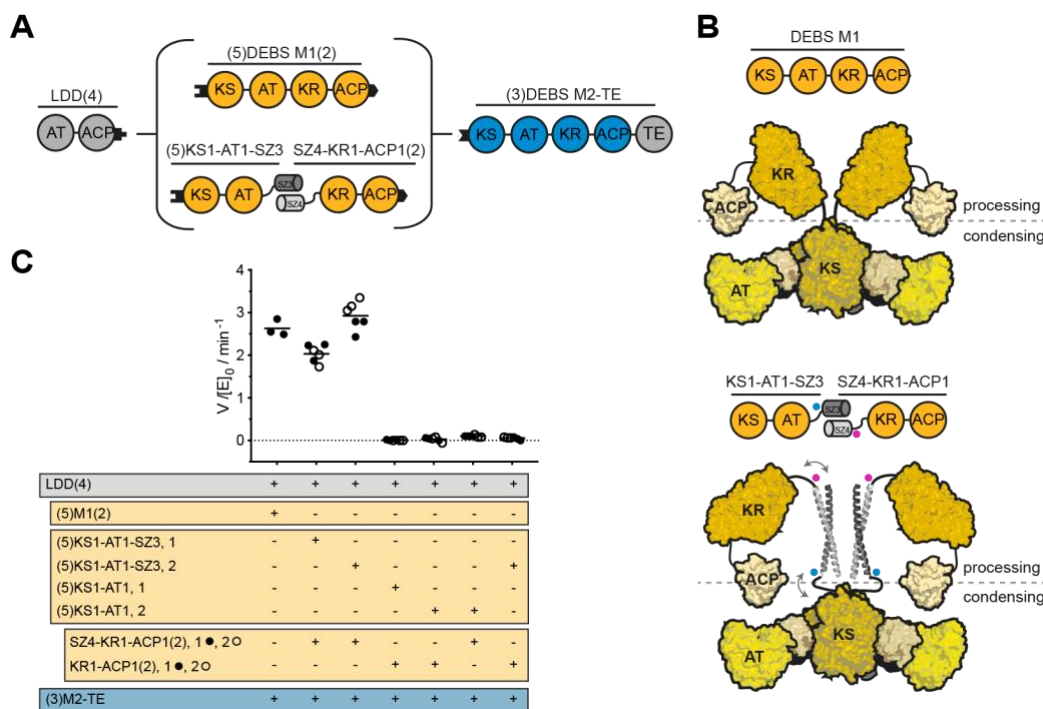 A
(5)DEBS M1(2)
KS AT KR ACP
LDD(4)
AT ACP
(3)DEBS M2-TE
KS AT KR ACP TE
(5)KS1-AT1-SZ3 SZ4-KR1-ACP1(2)
KS AT SZ3 SZ4 KR ACP
B
DEBS M1
KS AT KR ACP
KR
ACP
processing
condensing
KS
AT
KS1-AT1-SZ3 SZ4-KR1-ACP1
KS AT SZ3 SZ4 KR ACP
KR
ACP
processing
condensing
KS
AT
C
V/[E]0 / min-1
4
3
2
1
0
LDD(4) + + + + + + +
(5)M1(2) + - - - - - -
(5)KS1-AT1-SZ3, 1 - + - - - - -
(5)KS1-AT1-SZ3, 2 - - + - - - +
(5)KS1-AT1, 1 - - - + - - -
(5)KS1-AT1, 2 - - - - + + -
SZ4-KR1-ACP1(2), 1 ●, 2 ○ - + + - - + -
KR1-ACP1(2), 1 ●, 2 ○ - - - + + - +
(3)M2-TE + + + + + + +